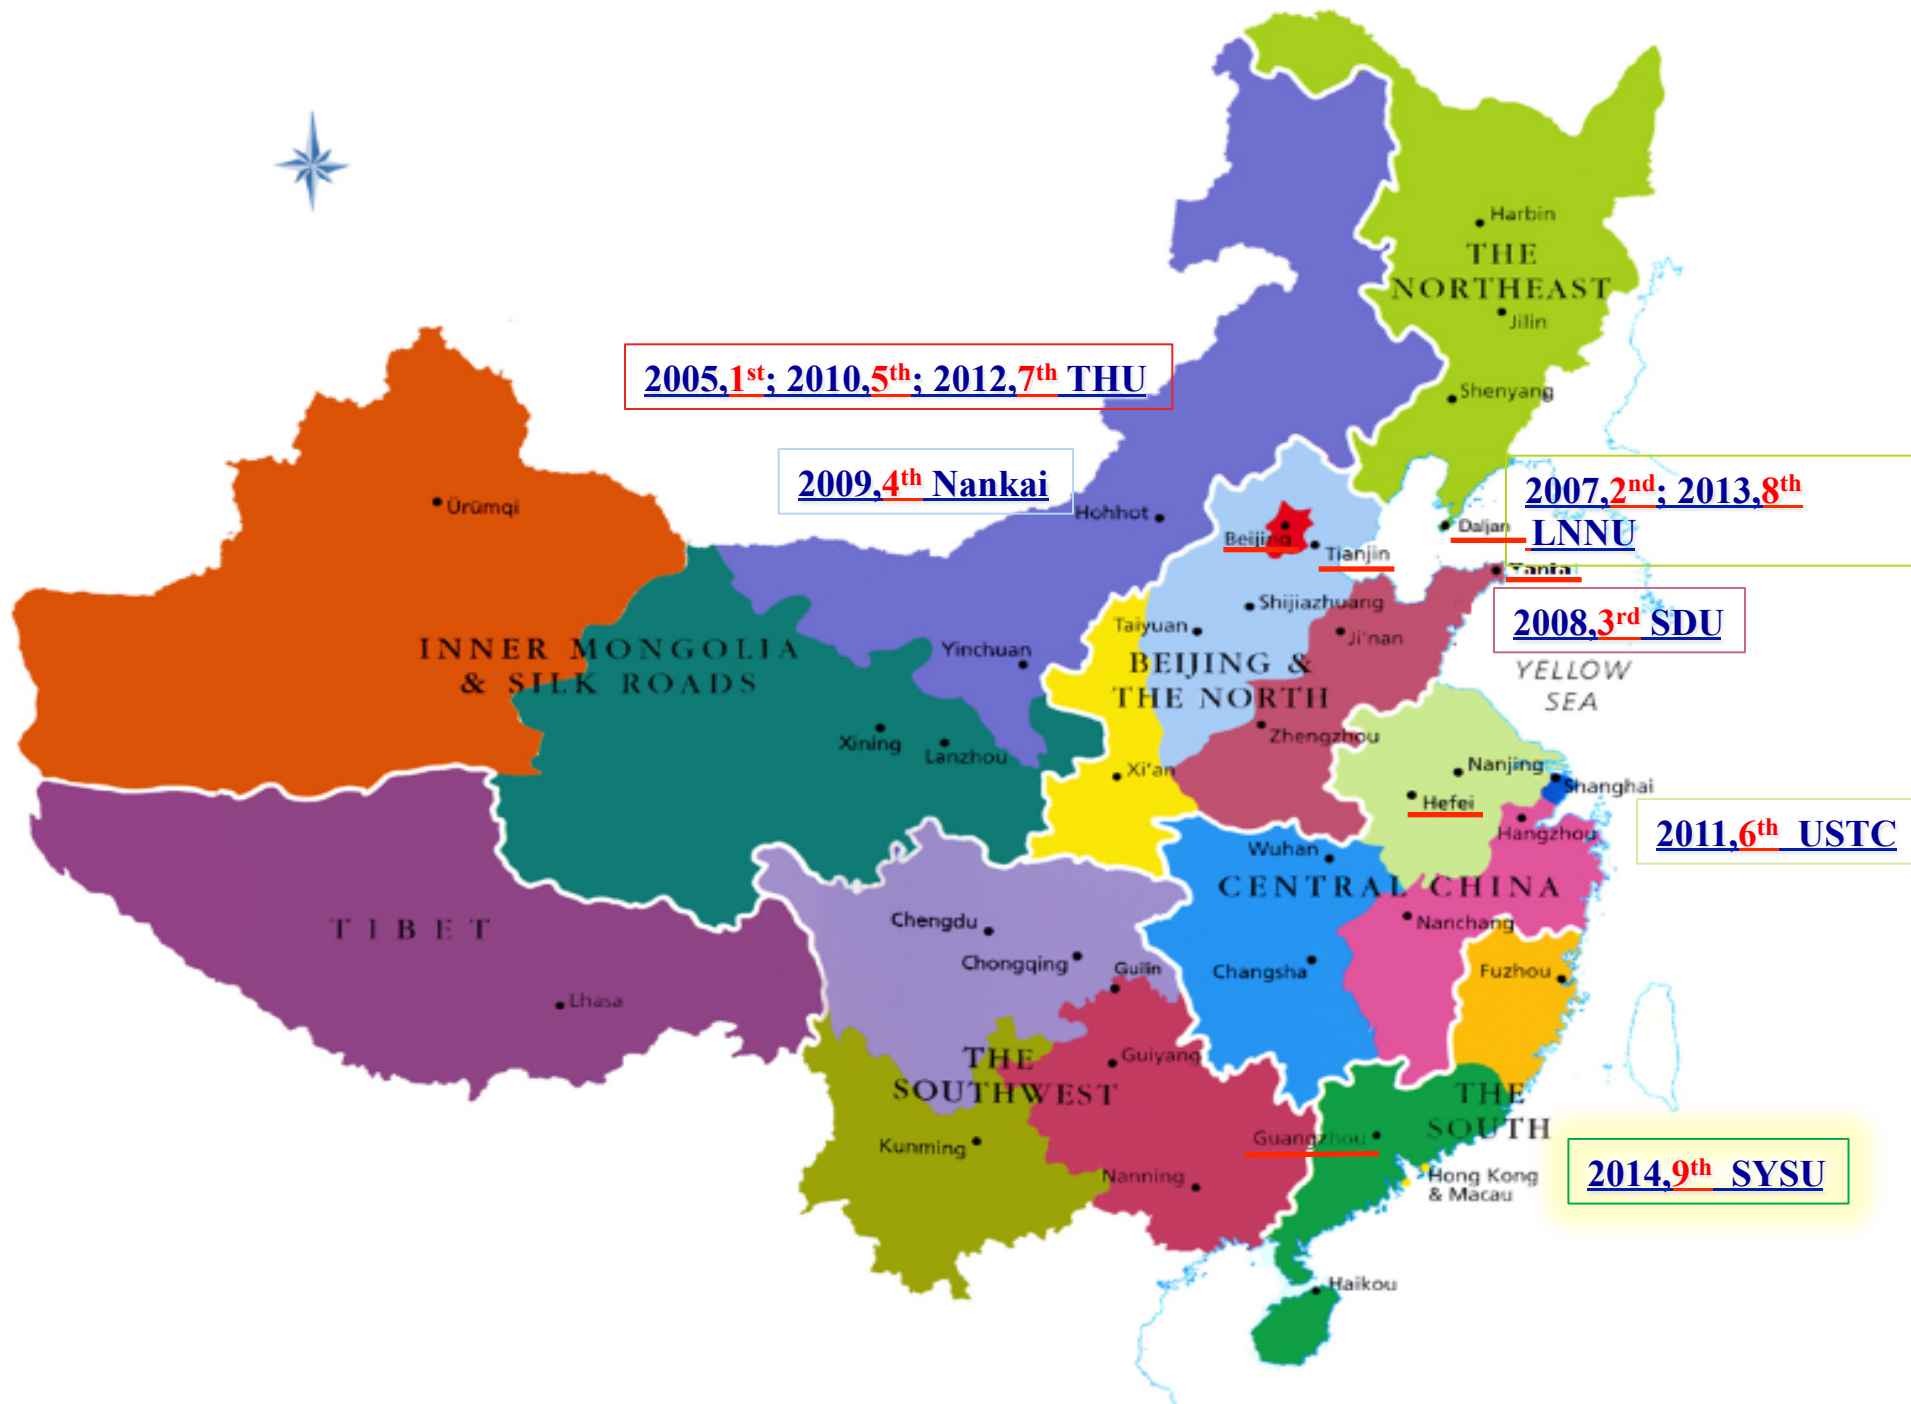 Harbin
THE
NORTHEAST
Jilin
2005,1st; 2010,5th; 2012,7th THU
Shenyang
2009,4th Nankai
2007,2nd; 2013,8th
LNNU
Ürümqi
Hohhot
Beijing
Tianjin
Daljan
2008,3rd SDU
Shijiazhuang
Taiyuan
Ji'nan
INNER MONGOLIA
& SILK ROADS
Yinchuan
BEIJING &
THE NORTH
YELLOW
SEA
Xining
Lanzhou
Zhengzhou
Xi'an
Nanjing
Shanghai
Hefei
Hangzhou
2011,6th USTC
Wuhan
CENTRAL CHINA
TIBET
Chengdu
Nanchang
Chongqing
Guilin
Changsha
Fuzhou
Lhasa
THE
SOUTHWEST
Guiyang
THE
SOUTH
Kunming
Guangzhou
Nanning
Hong Kong
& Macau
2014,9th SYSU
Haikou